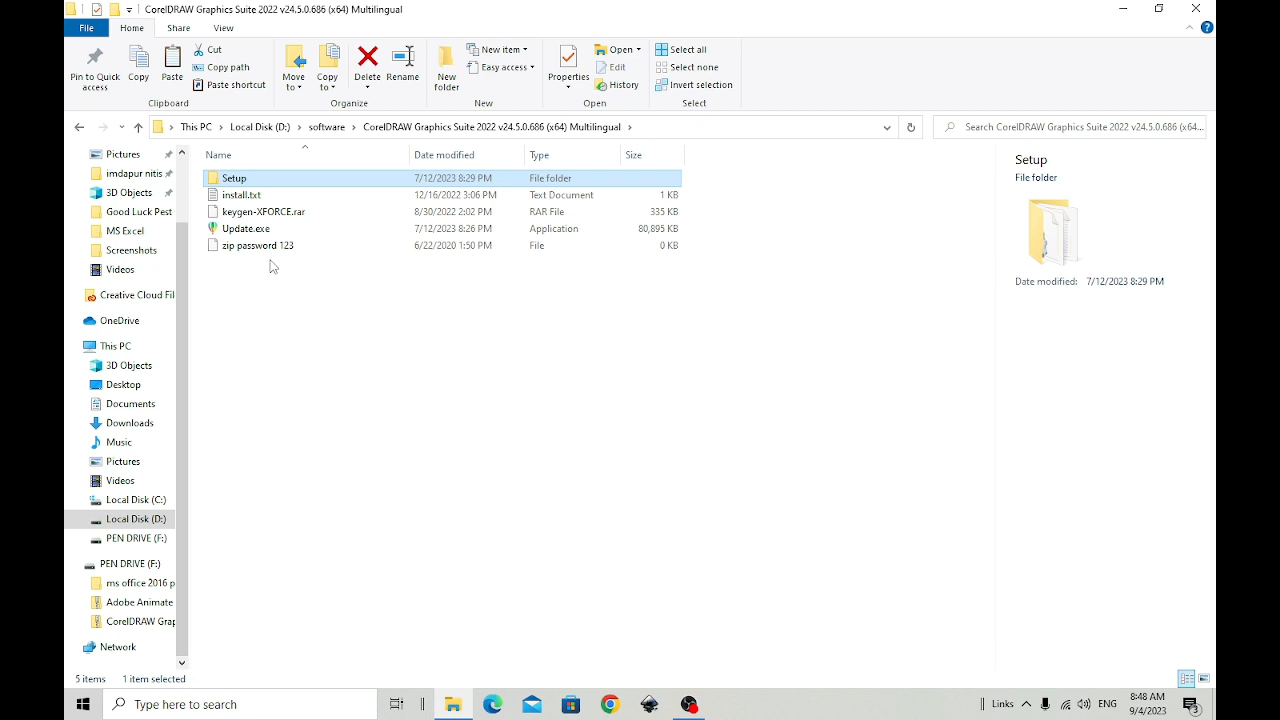 CorelDRAW Graphics Suite 2022 v24.5.0.686 (x64) Multilingual
File Home Share View
Pin to Quick access Copy Paste Cut Copy path Paste shortcut Clipboard
Move to Copy to Delete Rename Organize
New folder New item Easy access New
Properties Open Edit History Open
Select all Select none Invert selection Select
This PC Local Disk (D:) software CorelDRAW Graphics Suite 2022 v24.5.0.686 (x64) Multilingual
Search CorelDRAW Graphics Suite 2022 v24.5.0.686 (x64...
Name Date modified Type Size
Setup 7/12/2023 8:29 PM File folder
install.txt 12/16/2022 3:06 PM Text Document 1 KB
keygen-XFORCE.rar 8/30/2022 2:02 PM RAR File 335 KB
Update.exe 7/12/2023 8:26 PM Application 80,895 KB
zip password 123 6/22/2020 1:50 PM File 0 KB
Pictures
imdapur nitis
3D Objects
Good Luck Pest
MS Excel
Screenshots
Videos
Creative Cloud Fil
OneDrive
This PC
3D Objects
Desktop
Documents
Downloads
Music
Pictures
Videos
Local Disk (C:)
Local Disk (D:)
PEN DRIVE (F:)
PEN DRIVE (F:)
ms office 2016 p
Adobe Animate
CorelDRAW Grap
Network
Setup
File folder
Date modified: 7/12/2023 8:29 PM
5 items 1 item selected
Type here to search
Links ENG
8:48 AM
9/4/2023
3